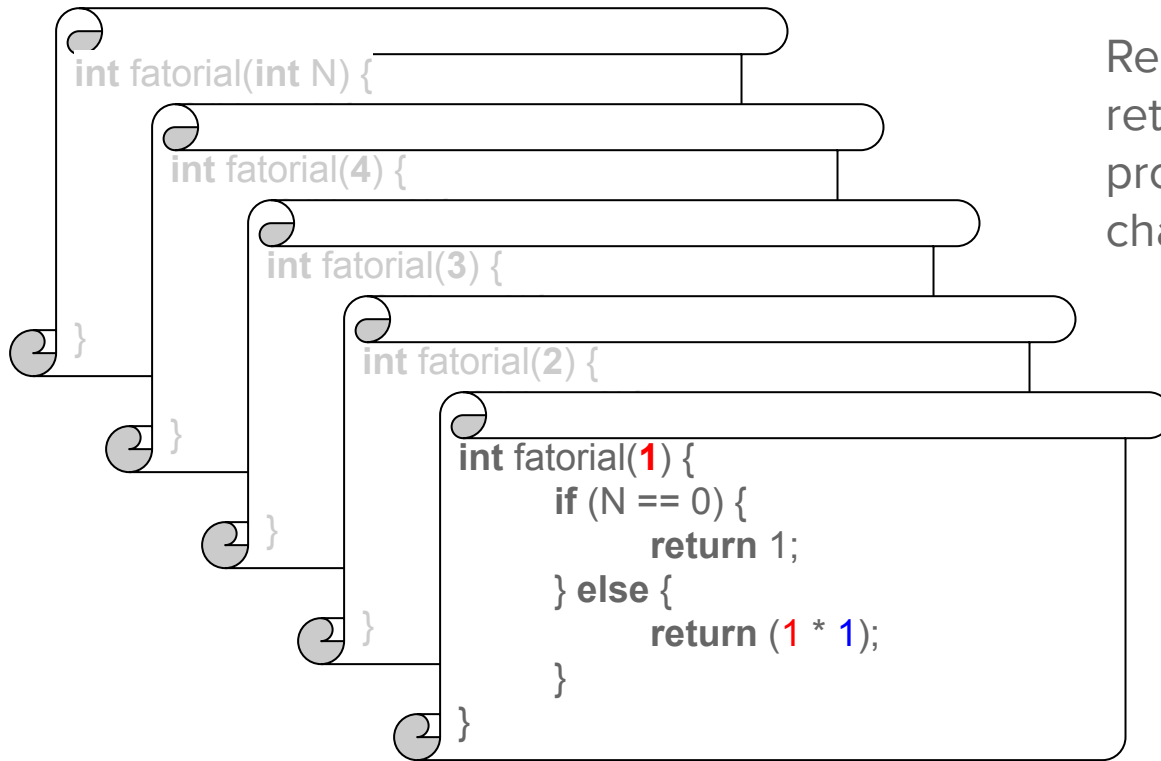 int fatorial(int N) {
int fatorial(4) {
int fatorial(3) {
}
int fatorial(2) {
}
int fatorial(1) {
if (N == 0) {
return 1;
}
} else {
return (1 * 1);
}
}
}